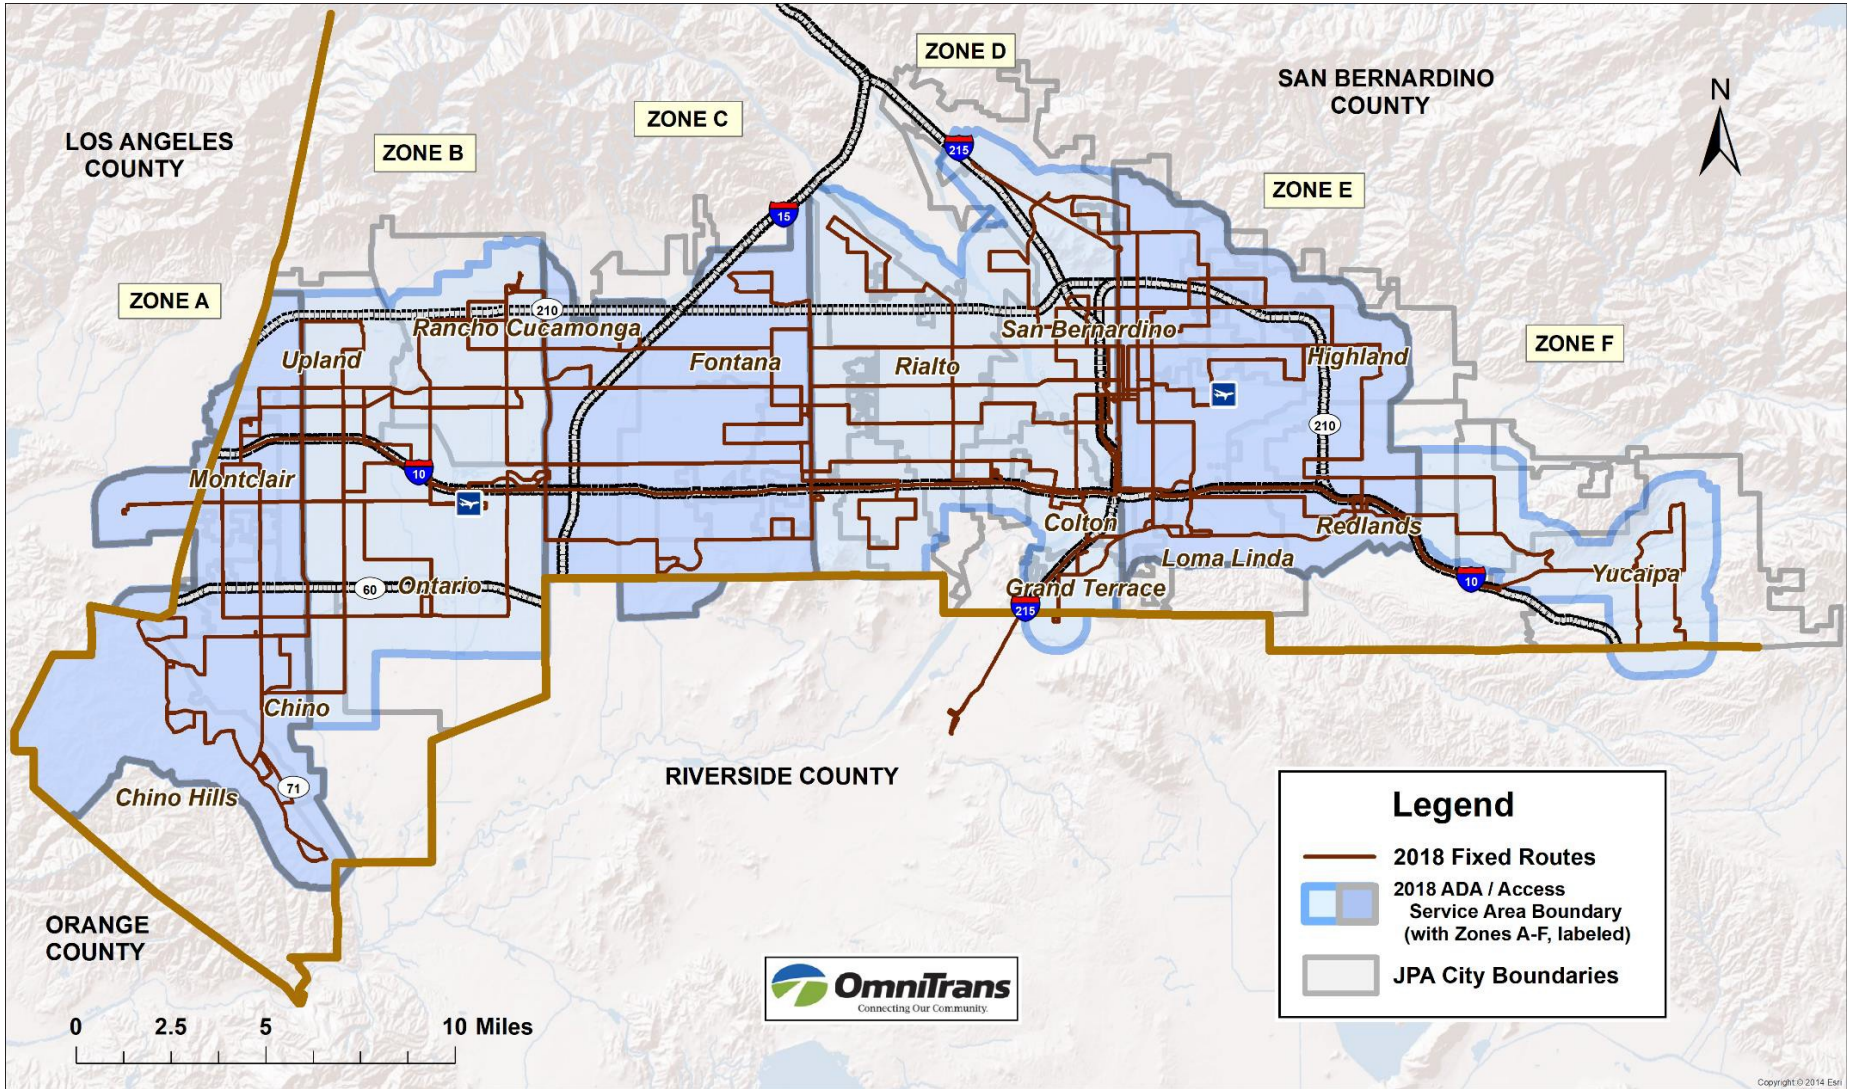 ZONE D
SAN BERNARDINO
COUNTY
N
ZONE C
LOS ANGELES
COUNTY
ZONE B
215
ZONE E
15
ZONE A
210
Rancho Cucamonga
San Bernardino
Upland
Fontana
Rialto
Highland
ZONE F
210
Montclair
10
Colton
Redlands
Loma Linda
60
Ontario
Grand Terrace
215
10
Yucaipa
Chino
71
Chino Hills
RIVERSIDE COUNTY
ORANGE
COUNTY
Legend
2018 Fixed Routes
2018 ADA / Access
Service Area Boundary
(with Zones A-F, labeled)
JPA City Boundaries
OmniTrans
Connecting Our Community.
0 2.5 5 10 Miles
Copyright:© 2014 Esri